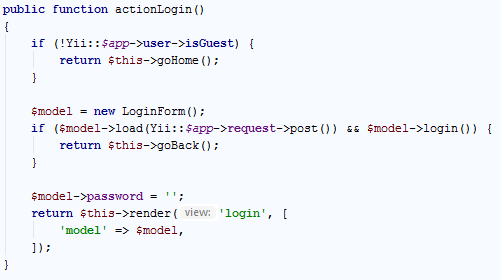 public function actionLogin()
{
    if (!Yii::$app->user->isGuest) {
        return $this->goHome();
    }

    $model = new LoginForm();
    if ($model->load(Yii::$app->request->post()) && $model->login()) {
        return $this->goBack();
    }

    $model->password = '';
    return $this->render( view: 'login', [
        'model' => $model,
    ]);
}